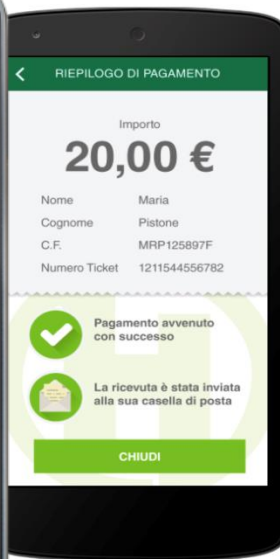 RIEPILOGO DI PAGAMENTO
Importo
20,00 €
Nome Maria
Cognome Pistone
C.F. MRP125897F
Numero Ticket 1211544556782
Pagamento avvenuto
con successo
La ricevuta è stata inviata
alla sua casella di posta
CHIUDI